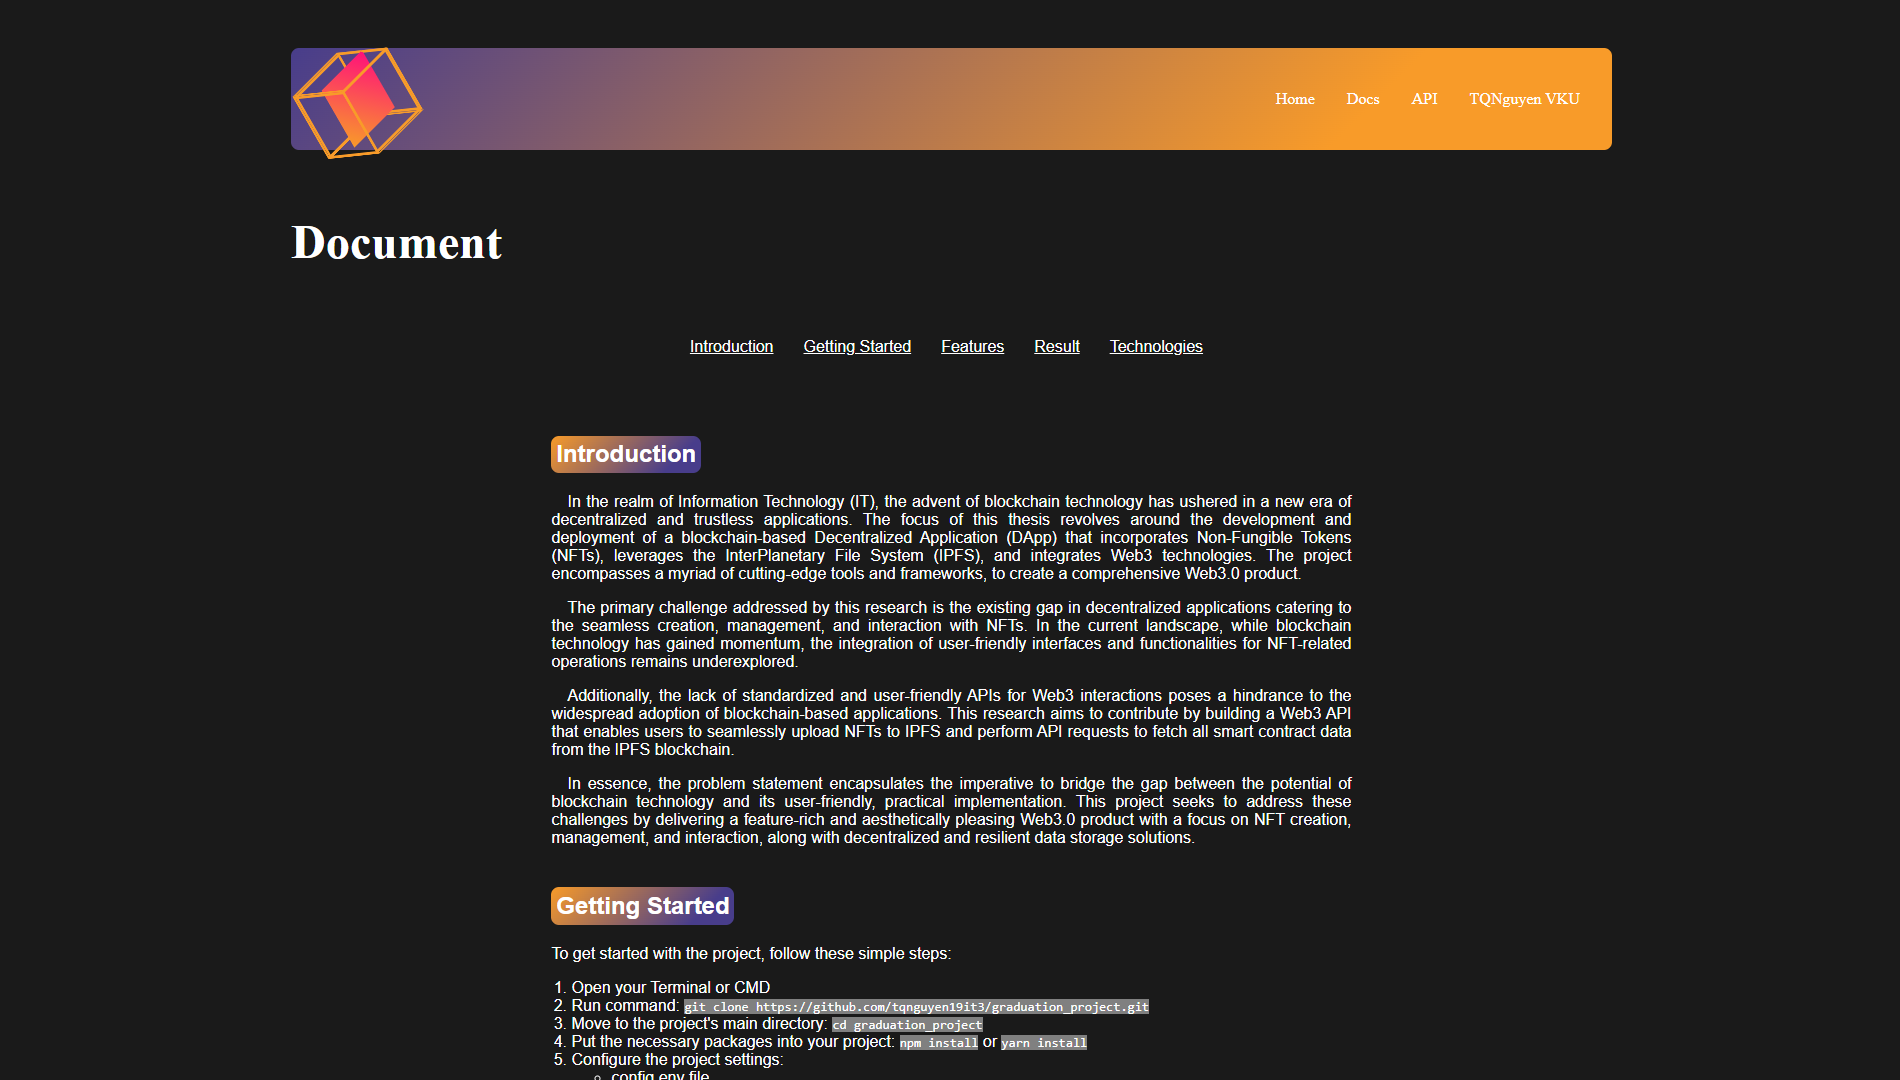 Home Docs API TQNguyen VKU
Document
Introduction Getting Started Features Result Technologies
Introduction
In the realm of Information Technology (IT), the advent of blockchain technology has ushered in a new era of
decentralized and trustless applications. The focus of this thesis revolves around the development and
deployment of a blockchain-based Decentralized Application (DApp) that incorporates Non-Fungible Tokens
(NFTs), leverages the InterPlanetary File System (IPFS), and integrates Web3 technologies. The project
encompasses a myriad of cutting-edge tools and frameworks, to create a comprehensive Web3.0 product.
The primary challenge addressed by this research is the existing gap in decentralized applications catering to
the seamless creation, management, and interaction with NFTs. In the current landscape, while blockchain
technology has gained momentum, the integration of user-friendly interfaces and functionalities for NFT-related
operations remains underexplored.
Additionally, the lack of standardized and user-friendly APIs for Web3 interactions poses a hindrance to the
widespread adoption of blockchain-based applications. This research aims to contribute by building a Web3 API
that enables users to seamlessly upload NFTs to IPFS and perform API requests to fetch all smart contract data
from the IPFS blockchain.
In essence, the problem statement encapsulates the imperative to bridge the gap between the potential of
blockchain technology and its user-friendly, practical implementation. This project seeks to address these
challenges by delivering a feature-rich and aesthetically pleasing Web3.0 product with a focus on NFT creation,
management, and interaction, along with decentralized and resilient data storage solutions.
Getting Started
To get started with the project, follow these simple steps:
1. Open your Terminal or CMD
2. Run command: git clone https://github.com/tqnguyen19it3/graduation_project.git
3. Move to the project's main directory: cd graduation_project
4. Put the necessary packages into your project: npm install or yarn install
5. Configure the project settings:
config env file